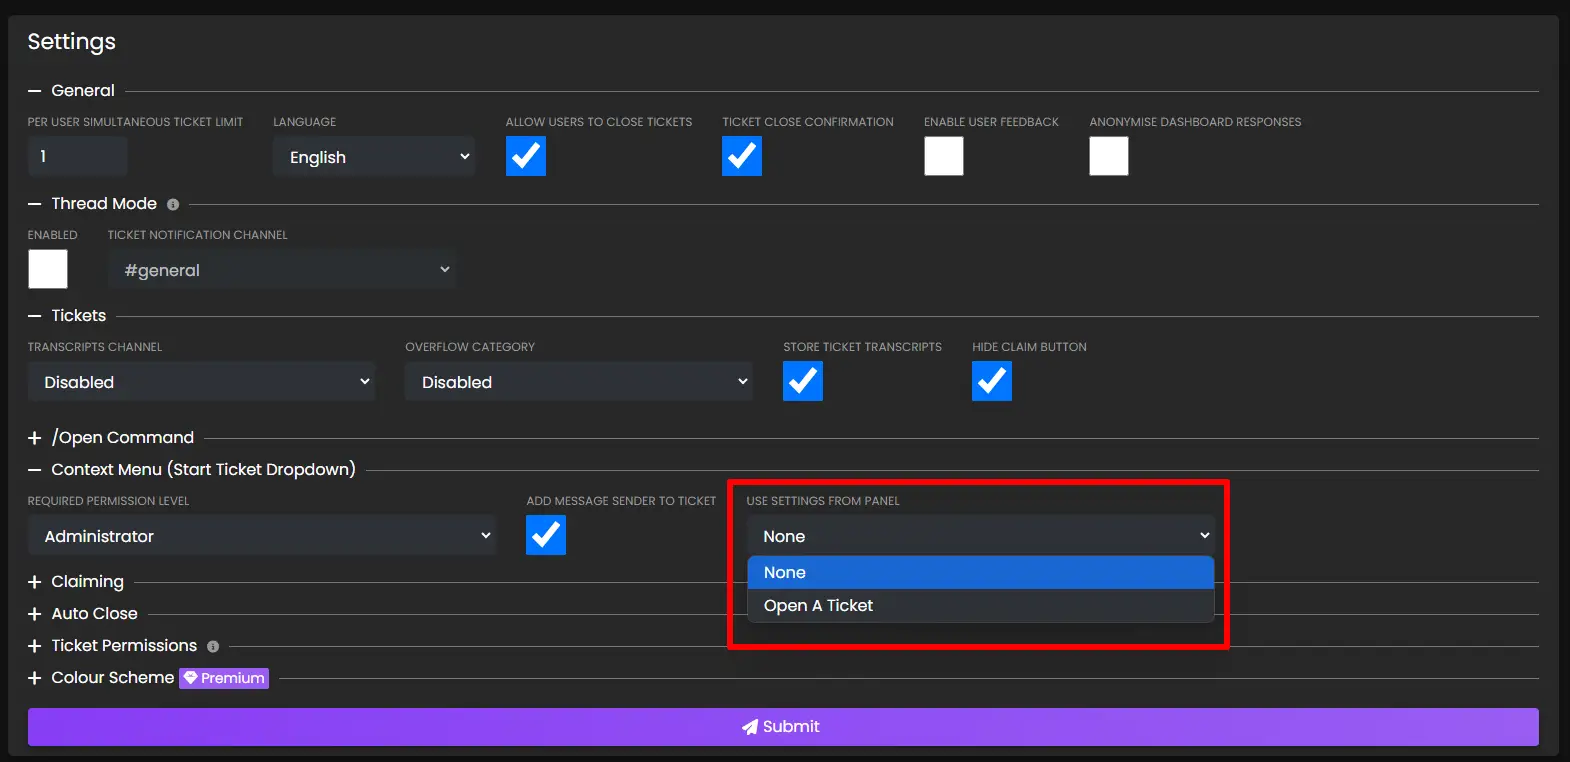 Settings
General
PER USER SIMULTANEOUS TICKET LIMIT
LANGUAGE
ALLOW USERS TO CLOSE TICKETS
TICKET CLOSE CONFIRMATION
ENABLE USER FEEDBACK
ANONYMISE DASHBOARD RESPONSES
1
English
Thread Mode
ENABLED
TICKET NOTIFICATION CHANNEL
#general
Tickets
TRANSCRIPTS CHANNEL
OVERFLOW CATEGORY
STORE TICKET TRANSCRIPTS
HIDE CLAIM BUTTON
Disabled
Disabled
/Open Command
Context Menu (Start Ticket Dropdown)
REQUIRED PERMISSION LEVEL
ADD MESSAGE SENDER TO TICKET
USE SETTINGS FROM PANEL
Administrator
None
None
Open A Ticket
Claiming
Auto Close
Ticket Permissions
Colour Scheme Premium
Submit